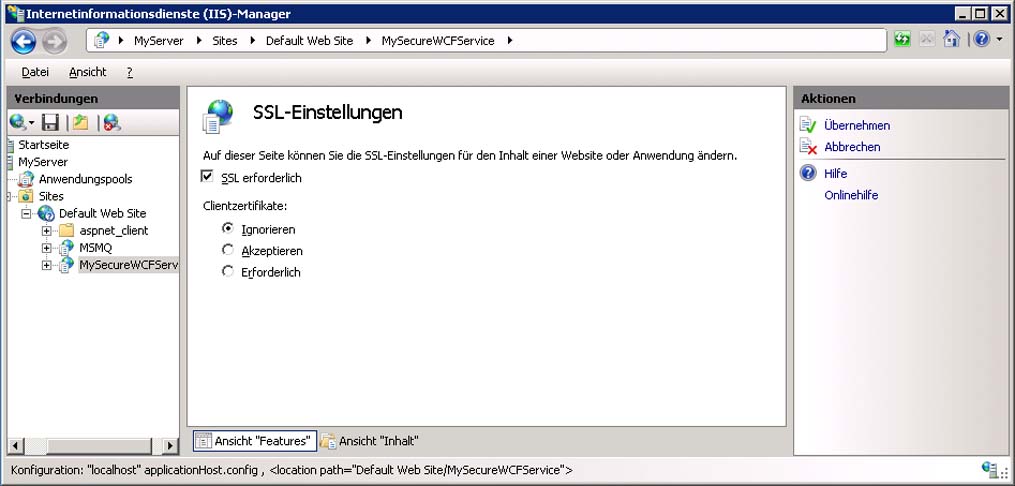 Internetinformationsdienste (IIS)-Manager
MyServer Sites Default Web Site MySecureWCFService
Datei Ansicht ?
Verbindungen
Startseite
MyServer
Anwendungspools
Sites
Default Web Site
aspnet_client
MSMQ
MySecureWCFServ
SSL-Einstellungen
Auf dieser Seite können Sie die SSL-Einstellungen für den Inhalt einer Website oder Anwendung ändern.
SSL erforderlich
Clientzertifikate:
Ignorieren
Akzeptieren
Erforderlich
Ansicht "Features" Ansicht "Inhalt"
Aktionen
Übernehmen
Abbrechen
Hilfe
Onlinehilfe
Konfiguration: "localhost" applicationHost.config , <location path="Default Web Site/MySecureWCFService">